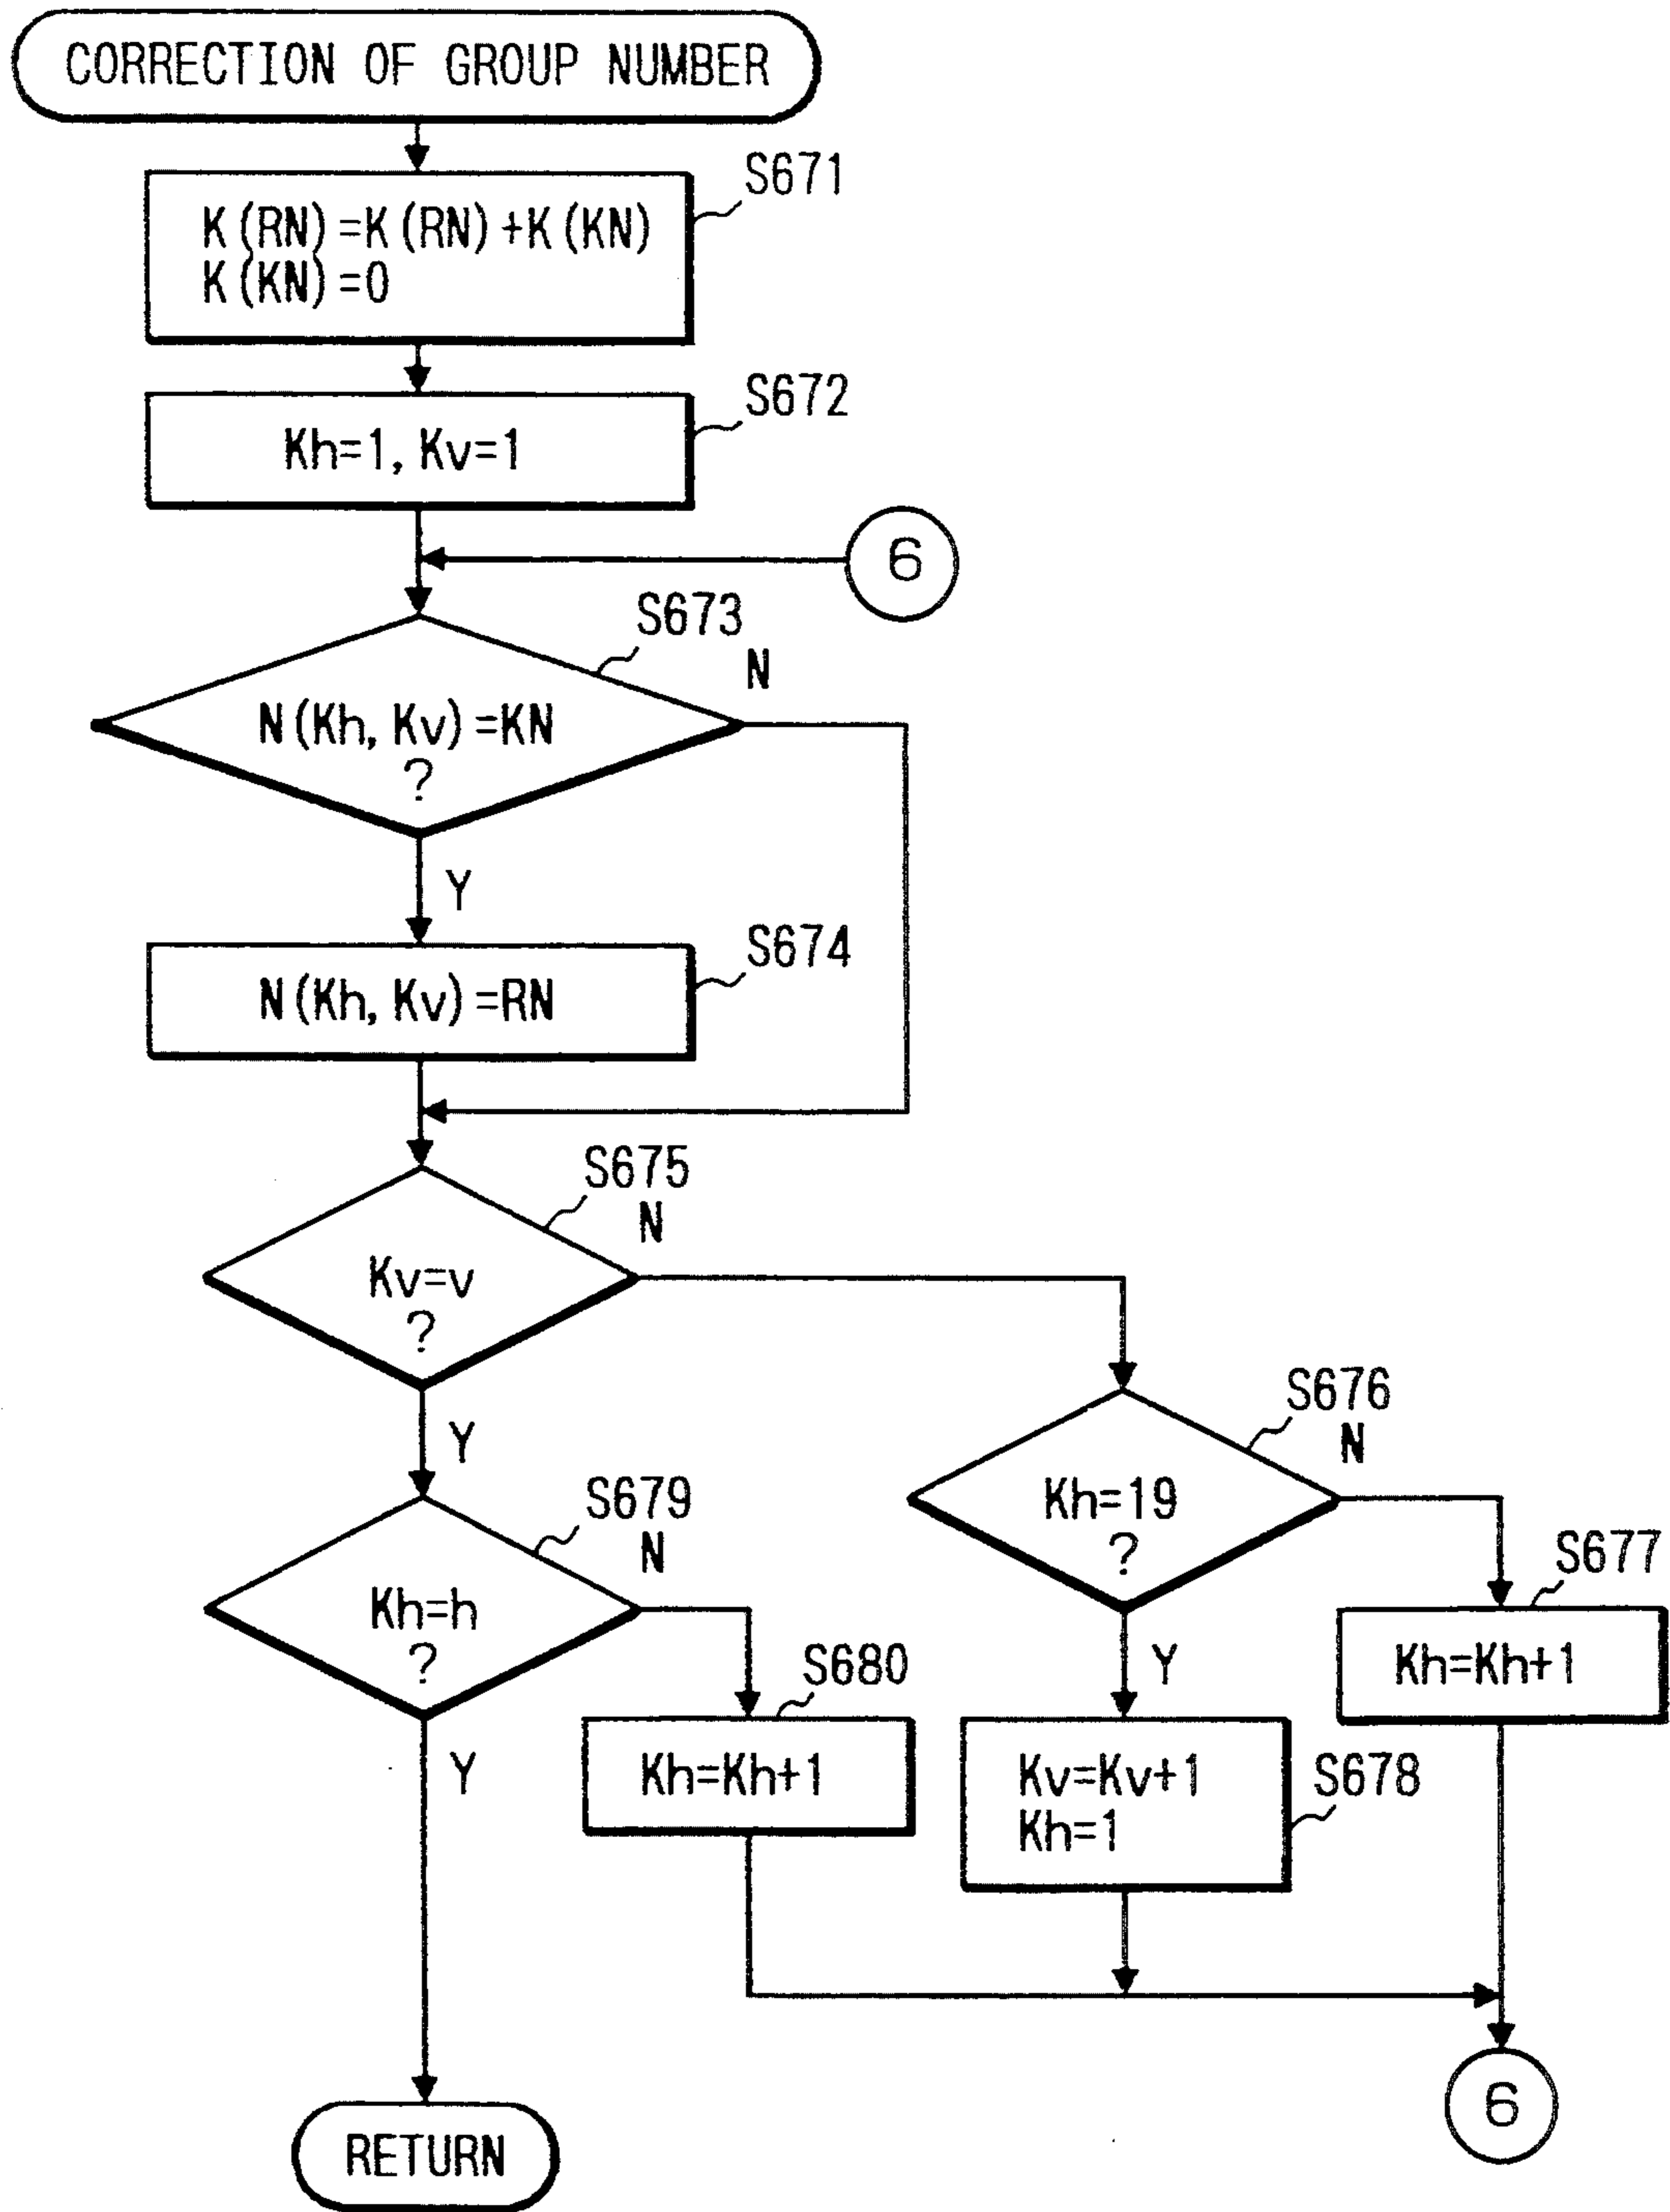 CORRECTION OF GROUP NUMBER
S671
K(RN)=K(RN)+K(KN)
K(KN)=0
S672
Kh=1, Kv=1
6
S673
N
N(Kh, Kv)=KN
?
Y
S674
N(Kh, Kv)=RN
S675
N
Kv=v
?
Y
S676
N
Kh=19
?
S679
N
Kh=h
?
S677
Kh=Kh+1
Y
S680
Kh=Kh+1
Y
Kv=Kv+1
Kh=1
S678
Y
6
RETURN